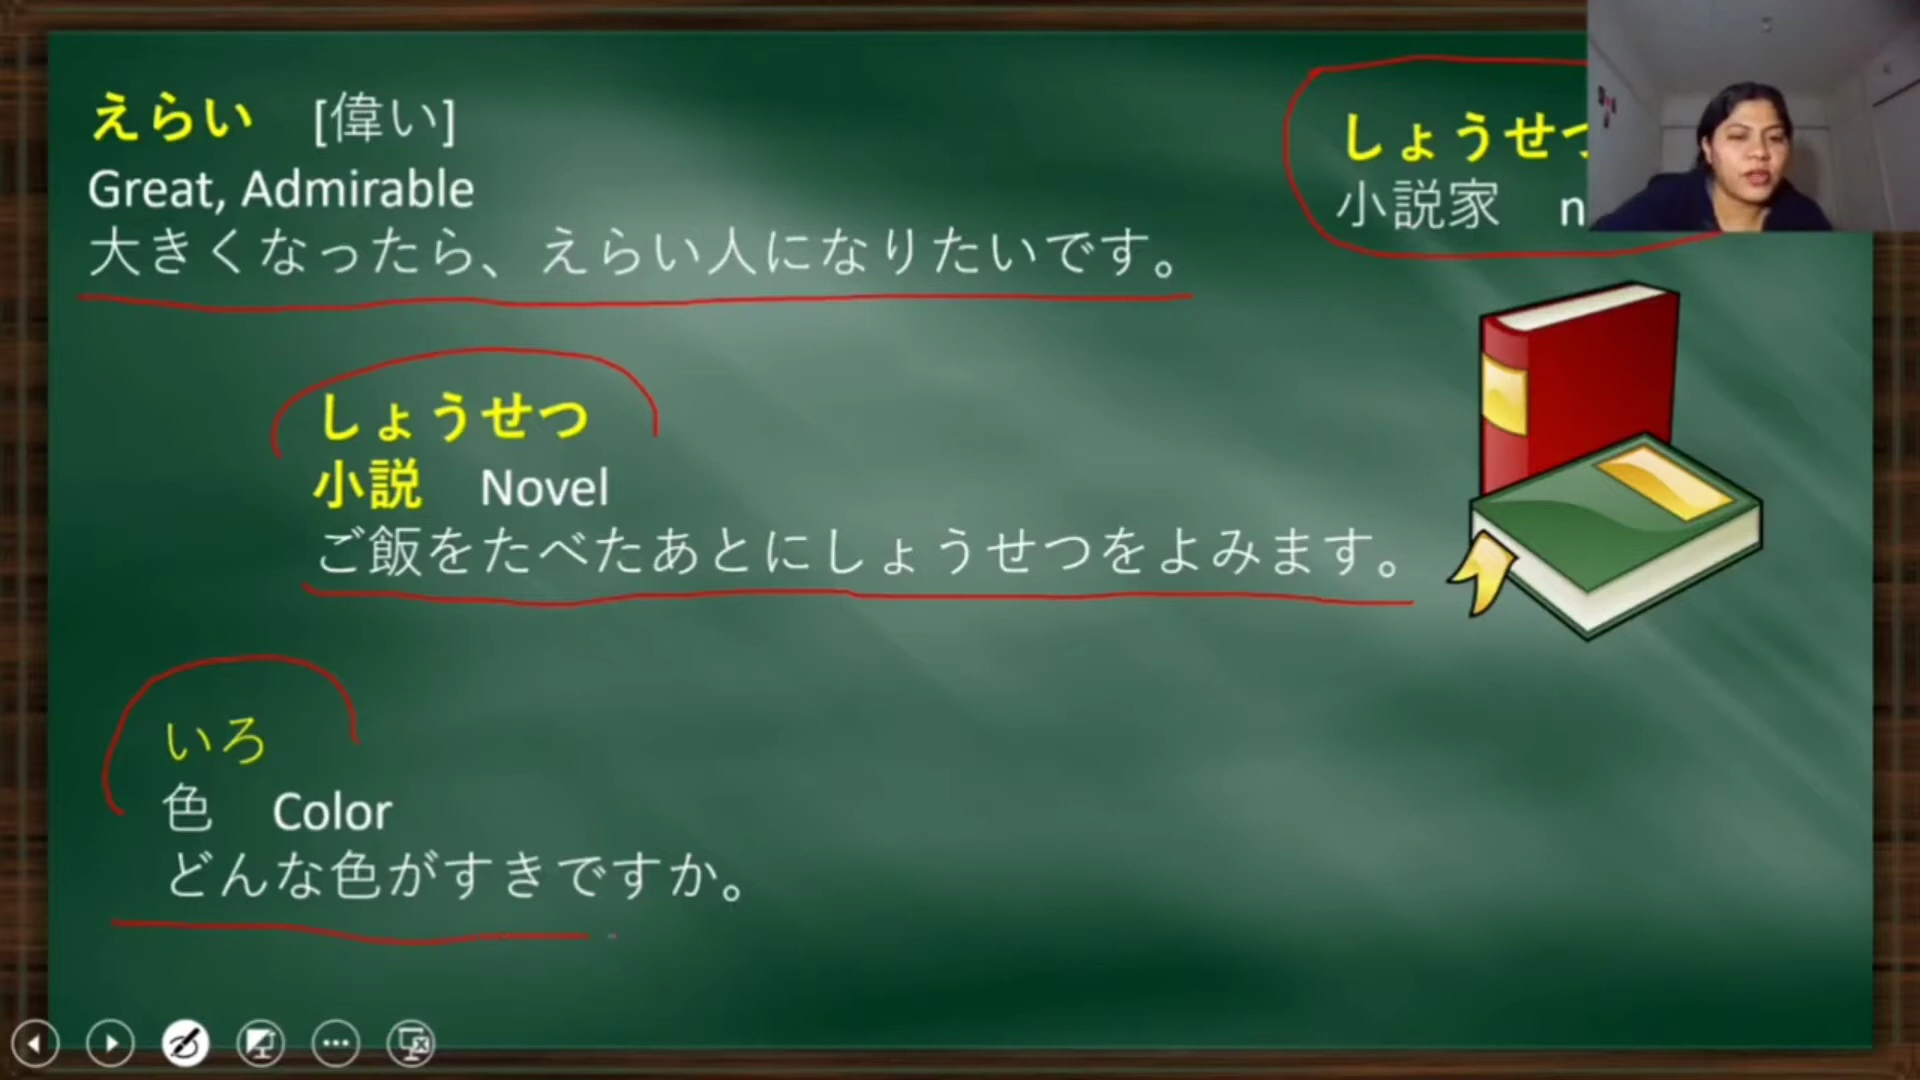 えらい [偉い]
Great, Admirable
大きくなったら、えらい人になりたいです。
しょうせ
小説家
しょうせつ
小説 Novel
ご飯をたべたあとにしょうせつをよみます。
いろ
色 Color
どんな色がすきですか。